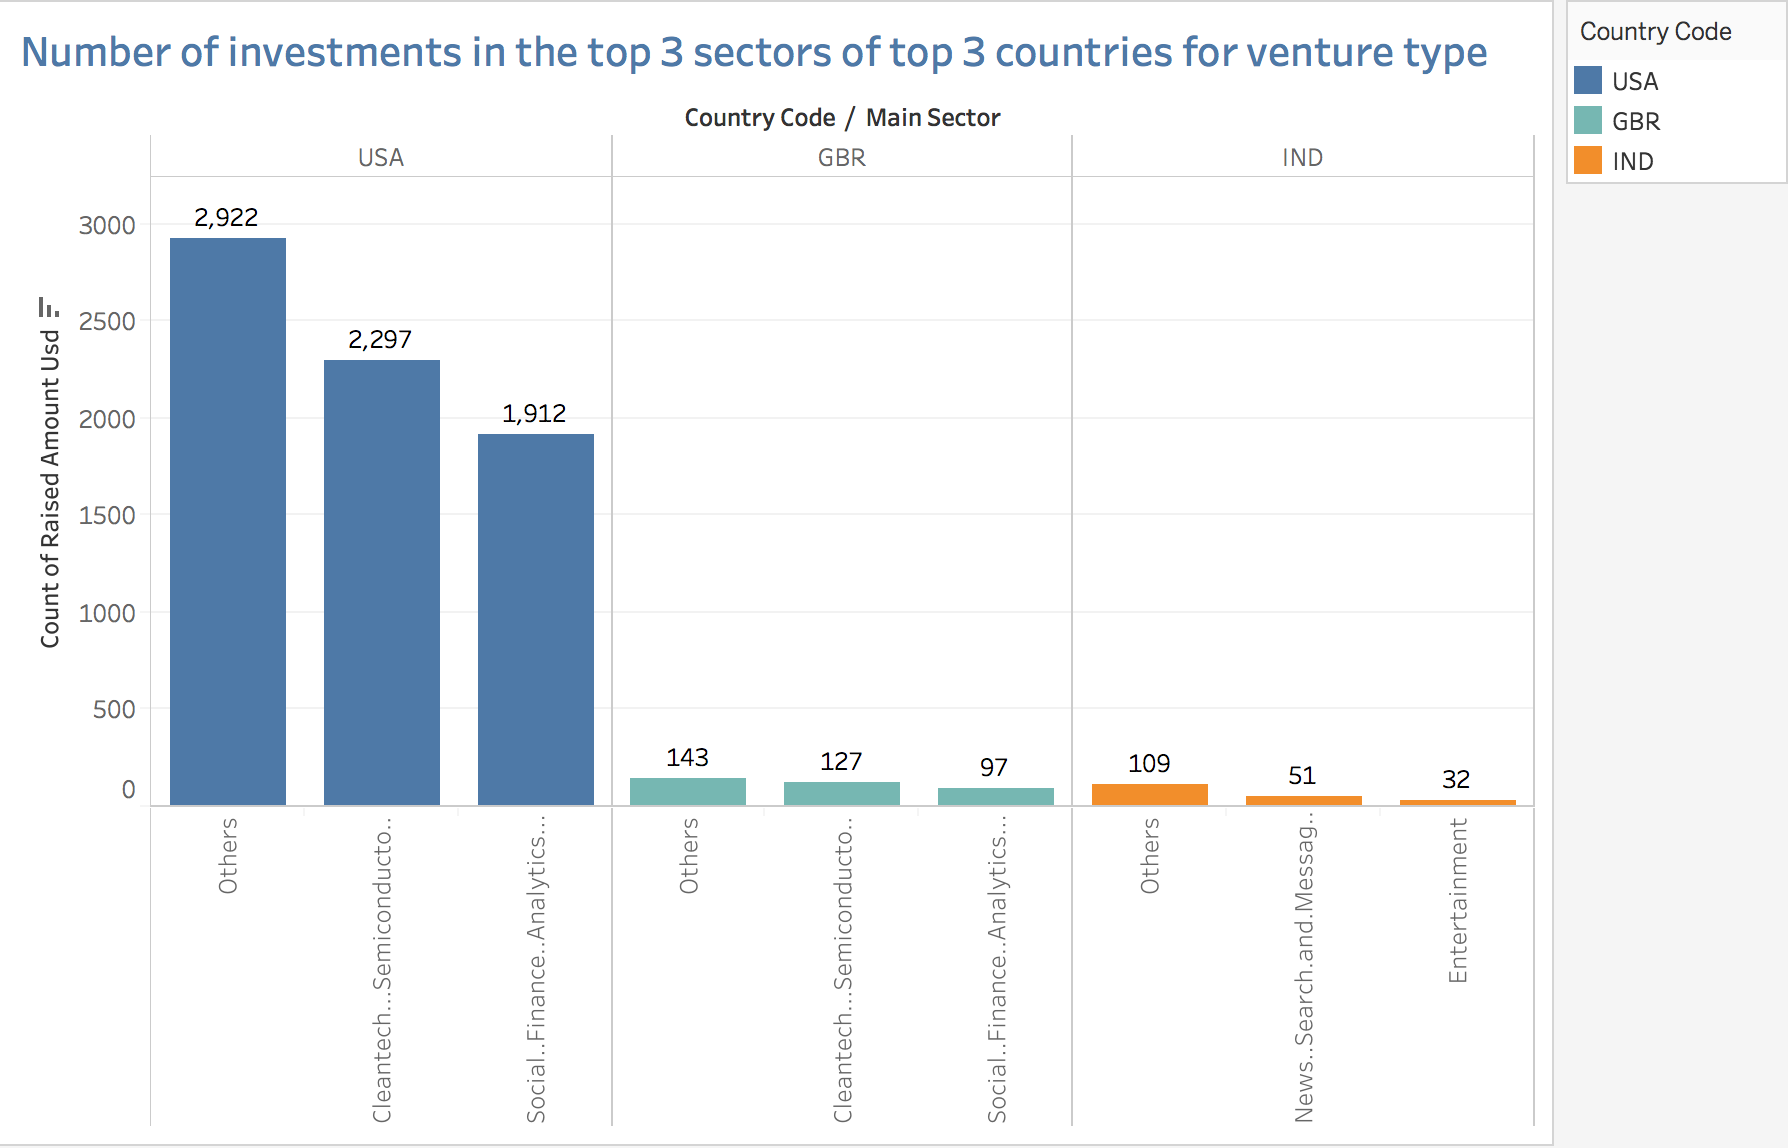 Number of investments in the top 3 sectors of top 3 countries for venture type
Country Code / Main Sector
USA
GBR
IND
Count of Raised Amount Usd
3000
2500
2000
1500
1000
500
0
2,922
2,297
1,912
143
127
97
109
51
32
Others
Cleantech...Semiconducto..
Social..Finance..Analytics...
Others
Cleantech...Semiconducto..
Social..Finance..Analytics...
Others
News..Search.and.Messag..
Entertainment
Country Code
USA
GBR
IND